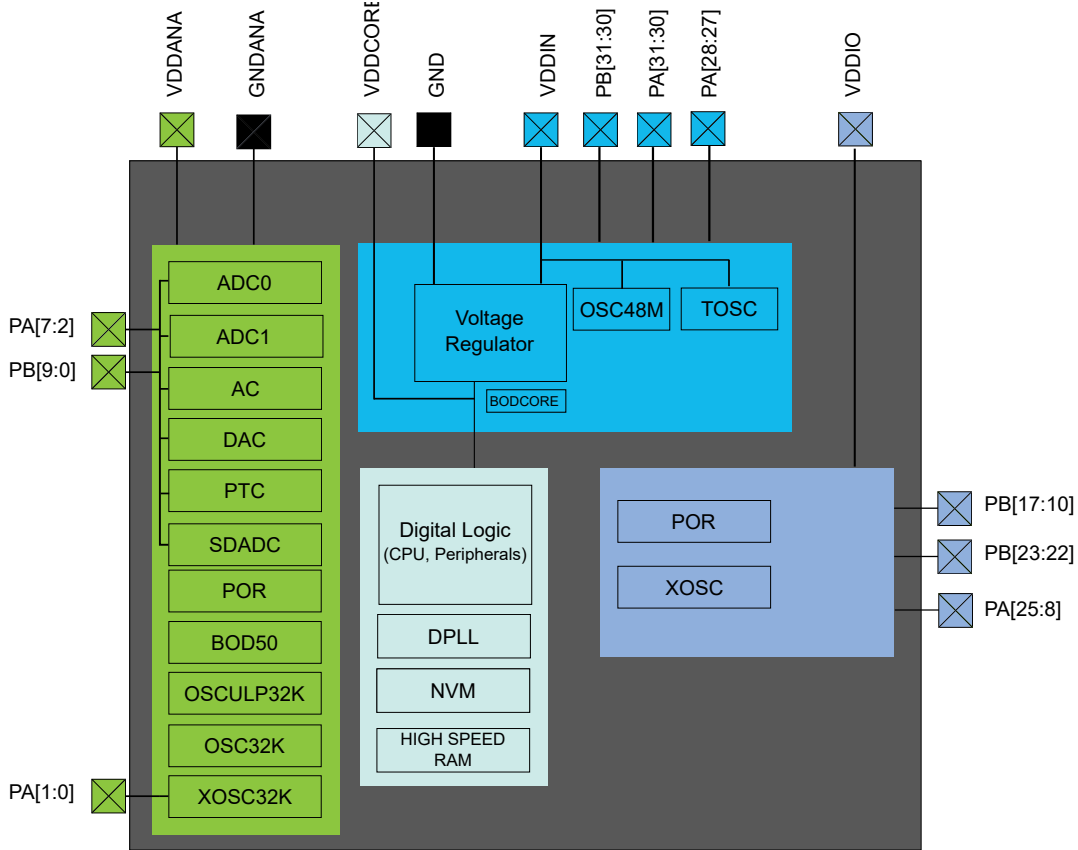 VDDANA
GNDANA
VDDCORE
GND
VDDIN
PB[31:30]
PA[31:30]
PA[28:27]
VDDIO
PA[7:2]
PB[9:0]
PA[1:0]
ADC0
ADC1
AC
DAC
PTC
SDADC
POR
BOD50
OSCULP32K
OSC32K
XOSC32K
Voltage
Regulator
OSC48M
TOSC
BODCORE
Digital Logic
(CPU, Peripherals)
DPLL
NVM
HIGH SPEED
RAM
POR
XOSC
PB[17:10]
PB[23:22]
PA[25:8]